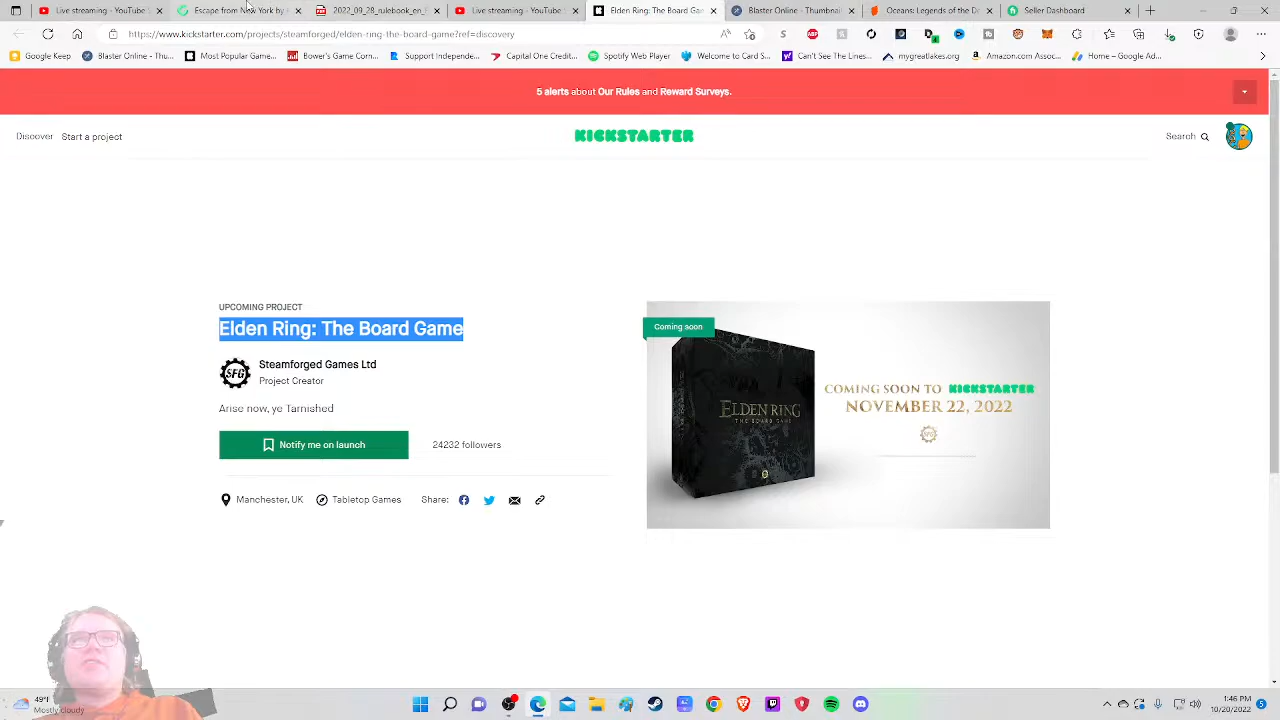 Live streaming - YouTube
Escape from New York by
2022_09_28_rulebook_en_
Live streaming - YouTube
Elden Ring: The Board Gam
Blaster Online - Thumbnail
Oceans Legends of the D
Dashboard
https://www.kickstarter.com/projects/steamforged/elden-ring-the-board-game?ref=discovery
Google Keep
Blaster Online - Thu...
Most Popular Game...
Bower's Game Corn...
Support Independe...
Capital One Credit...
Spotify Web Player
Welcome to Card S...
Can't See The Lines...
mygreatlakes.org
Amazon.com Assoc...
Home – Google Ad...
5 alerts about Our Rules and Reward Surveys.
Discover Start a project
KICKSTARTER
Search
UPCOMING PROJECT
Elden Ring: The Board Game
SFG
Steamforged Games Ltd
Project Creator
Arise now, ye Tarnished
Notify me on launch
24232 followers
Manchester, UK
Tabletop Games
Share:
Coming soon
ELDEN RING
THE BOARD GAME
COMING SOON TO KICKSTARTER
NOVEMBER 22, 2022
SFG
49°F
Mostly cloudy
1:46 PM
10/20/2022